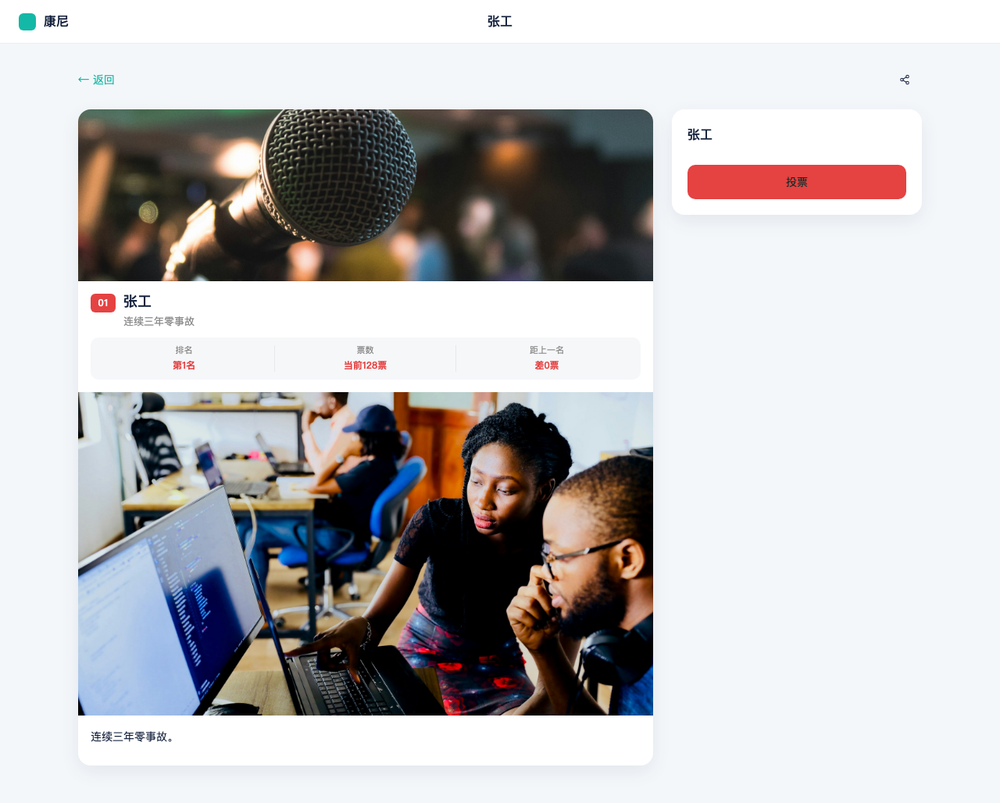 康尼
张工
← 返回
张工
投票
01
张工
连续三年零事故
排名
票数
距上一名
第1名
当前128票
差0票
连续三年零事故。